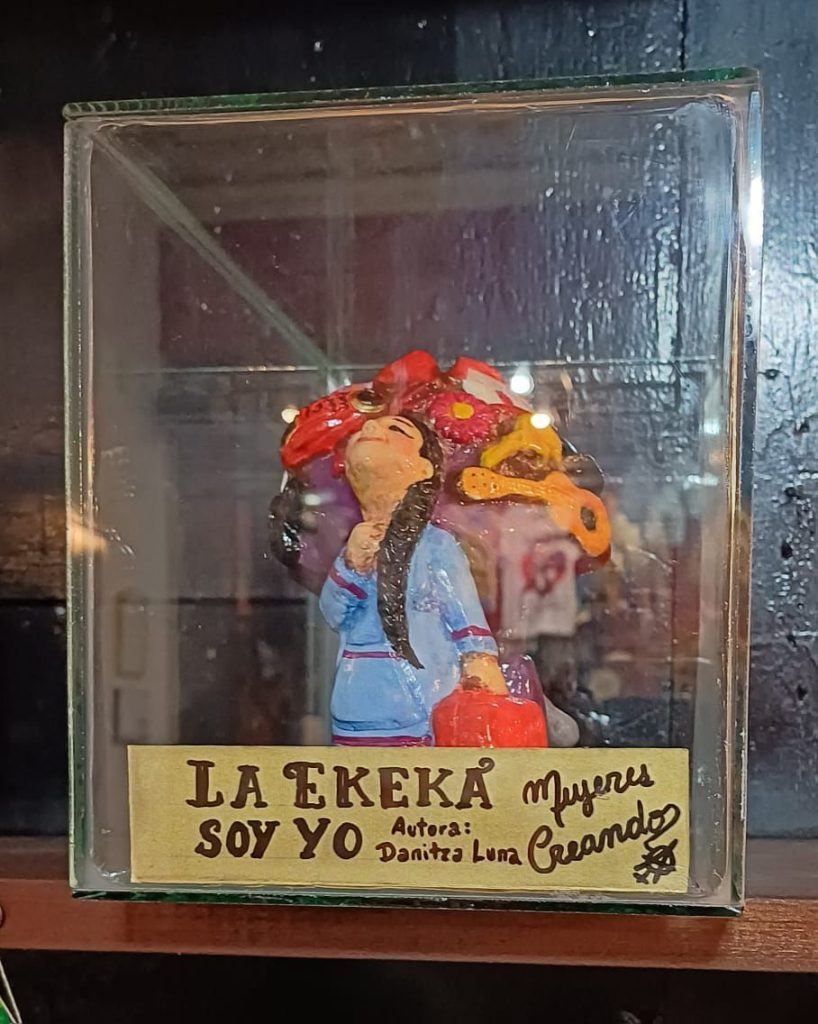 LA EKEKA
SOY YO
Autora:
Danitza Luna
Mujeres
Creando